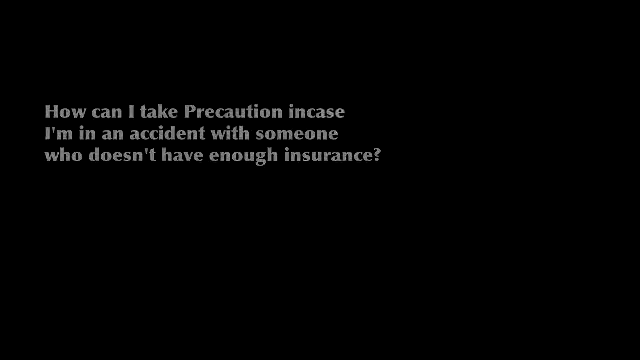 How can I take Precaution incase
I'm in an accident with someone
who doesn't have enough insurance?